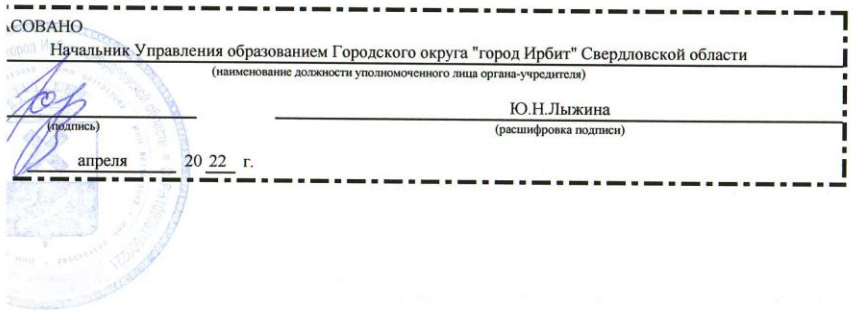 АСОВАНО
Начальник Управления образованием Городского округа "город Ирбит" Свердловской области
(наименование должности уполномоченного лица органа-учредителя)
Ю.Н.Лыжина
(подпись)
(расшифровка подписи)
апреля 20 22 г.